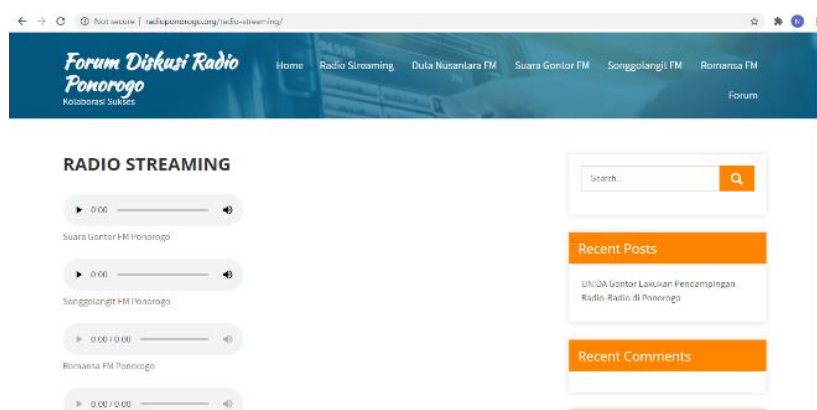 Not secure | radioponorogo.org/radio-streaming/
Forum Diskusi Radio
Ponorogo
Kolaborasi Sukses
Home Radio Streaming Duta Nusantara FM Suara Gontor FM Songgolangit FM Romansa FM
Forum
RADIO STREAMING
0:00
Suara Gontor FM Ponorogo
0:00
Songgolangit FM Ponorogo
0:00 / 0:00
Romansa FM Ponorogo
0:00 / 0:00
Search...
Recent Posts
UNIDA Gontor Lakukan Pendampingan
Radio-Radio di Ponorogo
Recent Comments